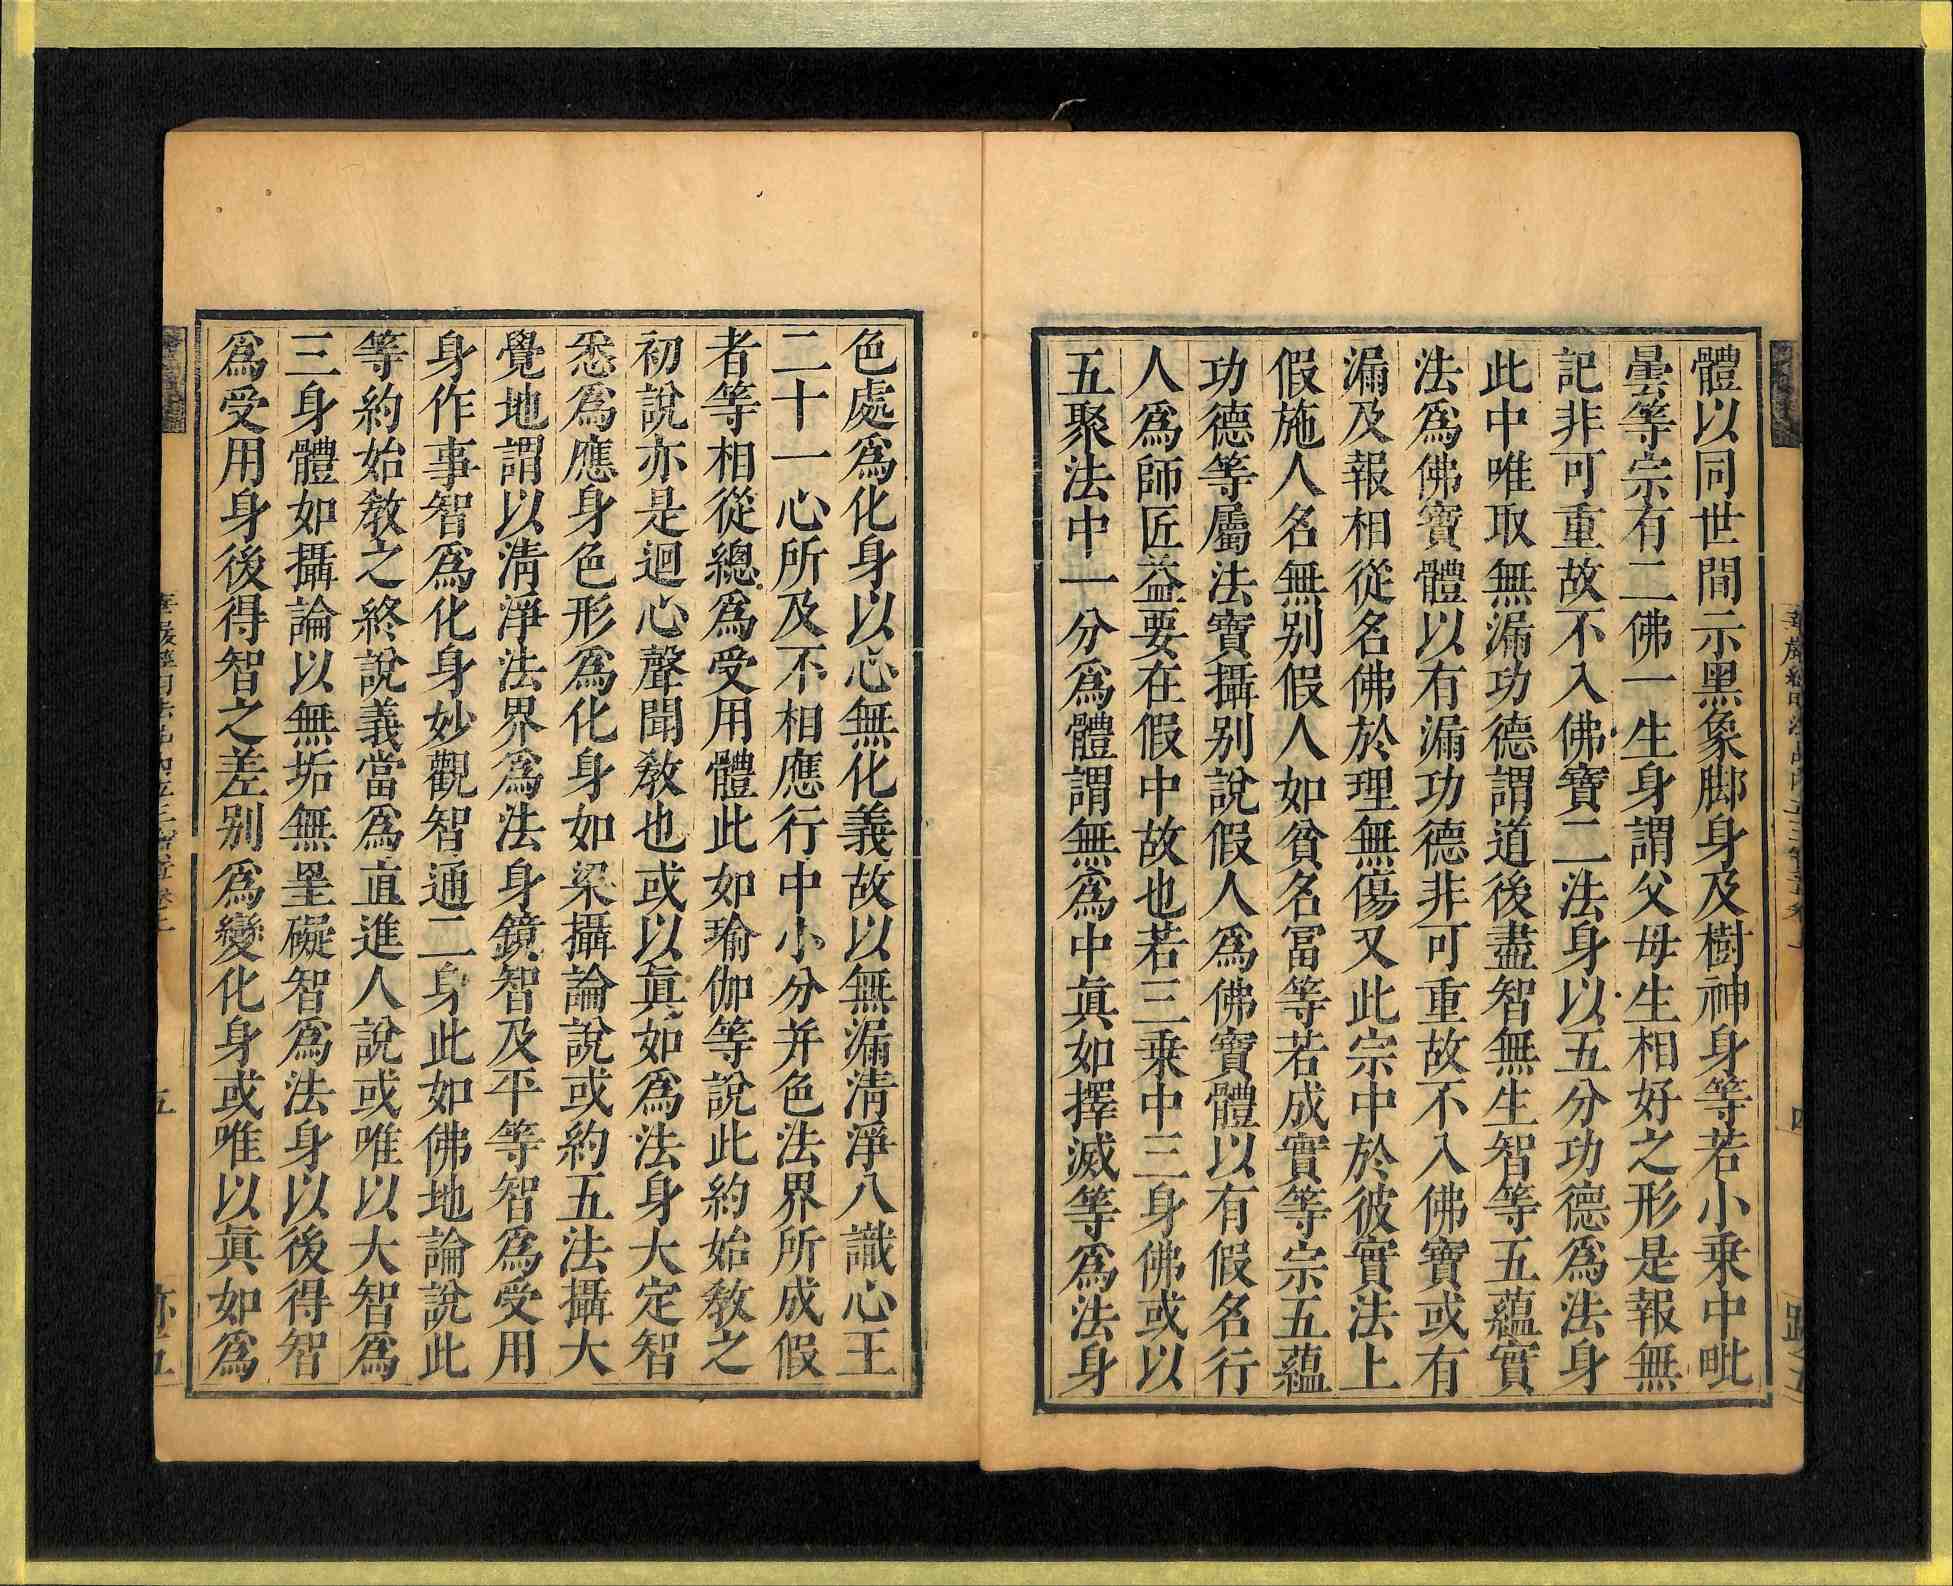 體以同世間示黑象脚身及樹神身等若小乘中毗
曇等宗有二佛一生身謂父母生相好之形是報無
記非可重故不入佛寶二法身以五分功德爲法身
此中唯取無漏功德謂道後盡智無生智等五蘊實
法爲佛寶體以有漏功德非可重故不入佛寶或有
漏及報相從名佛於理無傷又此宗中於彼實法上
假施人名無别假人如貧名富等若成實等宗五蘊
功德等屬法寶攝别說假人爲佛寶體以有假名行
人爲師匠益要在假中故也若三乘中三身佛或以
五聚法中一分爲體謂無爲中眞如擇滅等爲法身
色處爲化身以心無化義故以無漏淸淨八識心王
二十一心所及不相應行中小分并色法界所成假
者等相從總爲受用體此如瑜伽等說此約始敎之
初說亦是迴心聲聞敎也或以眞如爲法身大定智
悉爲應身色形爲化身如梁攝論說或約五法攝大
覺地謂以淸淨法界爲法身鏡智及平等智爲受用
身作事智爲化身妙觀智通二身此如佛地論說此
等約始敎之終說義當爲直進人說或唯以大智爲
三身體如攝論以無垢無罣礙智爲法身以後得智
爲受用身後得智之差别爲變化身或唯以眞如爲